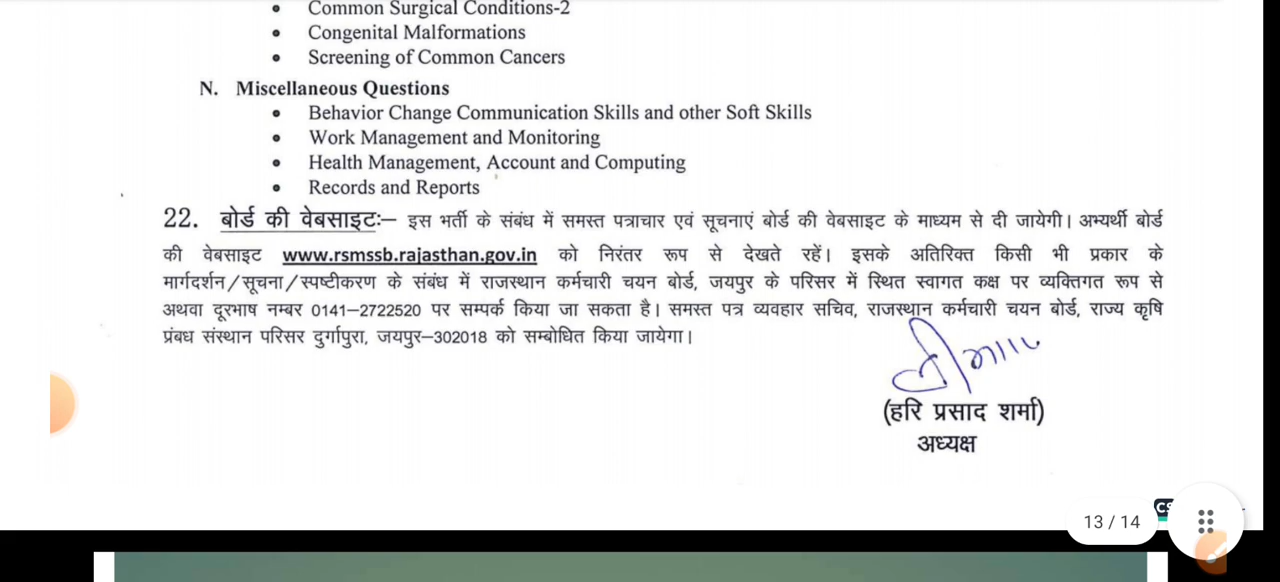 • Common Surgical Conditions-2
• Congenital Malformations
• Screening of Common Cancers
N. Miscellaneous Questions
• Behavior Change Communication Skills and other Soft Skills
• Work Management and Monitoring
• Health Management, Account and Computing
• Records and Reports
22. बोर्ड की वेबसाइटः– इस भर्ती के संबंध में समस्त पत्राचार एवं सूचनाएं बोर्ड की वेबसाइट के माध्यम से दी जायेगी। अभ्यर्थी बोर्ड
की वेबसाइट www.rsmssb.rajasthan.gov.in को निरंतर रूप से देखते रहें। इसके अतिरिक्त किसी भी प्रकार के
मार्गदर्शन/सूचना/स्पष्टीकरण के संबंध में राजस्थान कर्मचारी चयन बोर्ड, जयपुर के परिसर में स्थित स्वागत कक्ष पर व्यक्तिगत रूप से
अथवा दूरभाष नम्बर 0141–2722520 पर सम्पर्क किया जा सकता है। समस्त पत्र व्यवहार सचिव, राजस्थान कर्मचारी चयन बोर्ड, राज्य कृषि
प्रंबध संस्थान परिसर दुर्गापुरा, जयपुर–302018 को सम्बोधित किया जायेगा।
(हरि प्रसाद शर्मा)
अध्यक्ष
CS
13 / 14